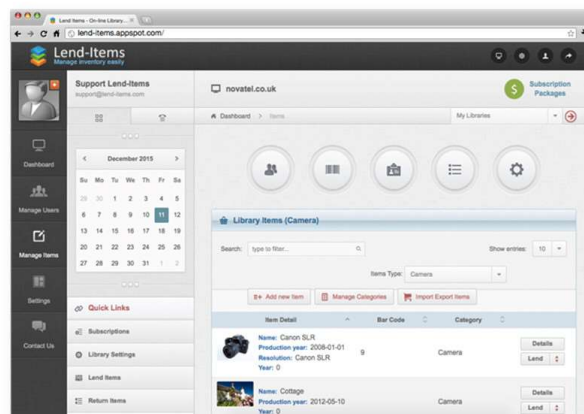 Lend Items - On-line Library...
lend-items.appspot.com/
Lend-Items
Manage inventory easily
Support Lend-Items
support@lend-items.com
novatel.co.uk
$
Subscription
Packages
Dashboard > Items
My Libraries
Dashboard
Manage Users
Manage Items
Settings
Contact Us
< December 2015 >
Su Mo Tu We Th Fr Sa
29 30 1 2 3 4 5
6 7 8 9 10 11 12
13 14 15 16 17 18 19
20 21 22 23 24 25 26
27 28 29 30 31 1 2
Quick Links
Subscriptions
Library Settings
Lend Items
Return Items
Library Items (Camera)
Search: type to filter...
Show entries: 10
Items Type: Camera
Add new Item
Manage Categories
Import Export Items
Item Detail Bar Code Category
Name: Canon SLR
Production year: 2008-01-01
Resolution: Canon SLR
Year: 0
9
Camera
Details
Lend
Name: Cottage
Production year: 2012-05-10
Year: 0
Camera
Details
Lend